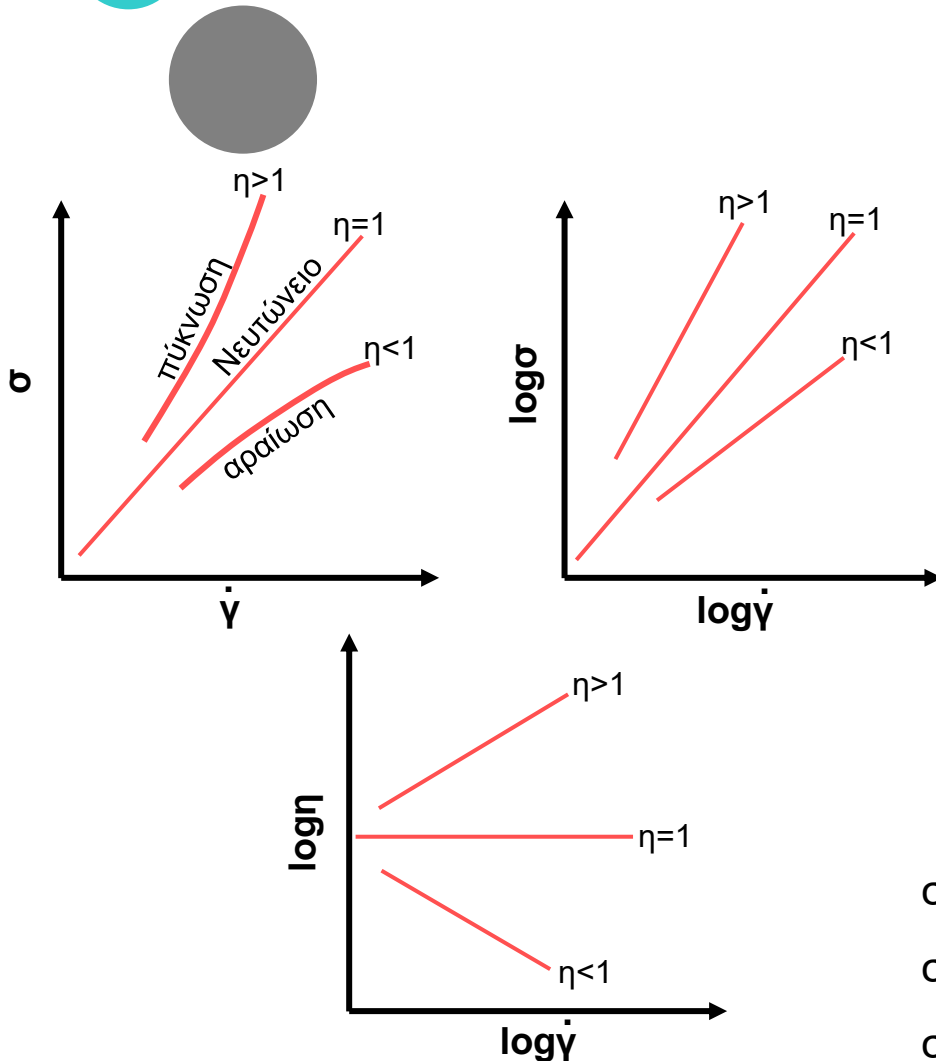 η>1
η=1
πύκνωση
Νευτώνειο
η<1
αραίωση
σ
γ̇
η>1
η=1
η<1
logσ
logγ̇
η>1
logη
η=1
η<1
logγ̇